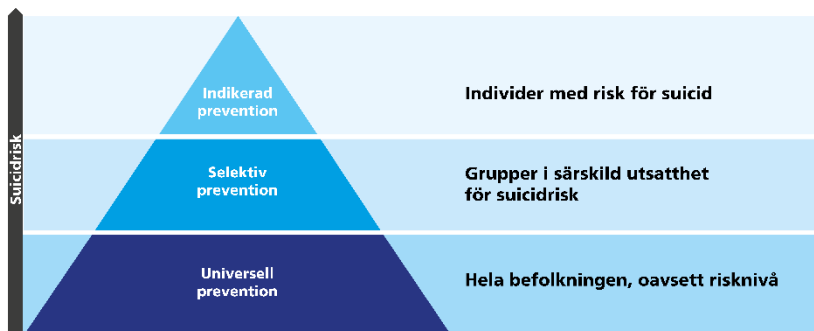 Suicidrisk
Indikerad
prevention
Individer med risk för suicid
Selektiv
prevention
Grupper i särskild utsatthet
för suicidrisk
Universell
prevention
Hela befolkningen, oavsett risknivå